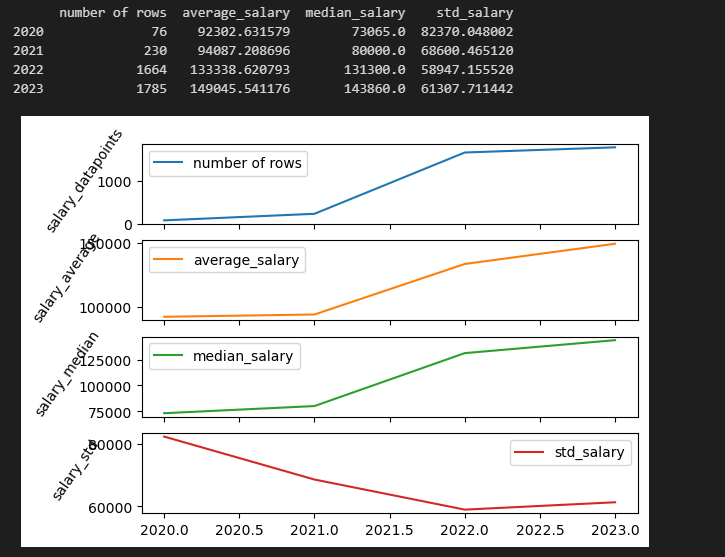 number of rows average_salary median_salary std_salary
2020 76 92302.631579 73065.0 82370.048002
2021 230 94087.208696 80000.0 68600.465120
2022 1664 133338.620793 131300.0 58947.155520
2023 1785 149045.541176 143860.0 61307.711442
salary_datapoints
number of rows
1000
0
salary_average
150000
average_salary
100000
salary_median
median_salary
125000
100000
75000
salary_std
80000
std_salary
60000
2020.0 2020.5 2021.0 2021.5 2022.0 2022.5 2023.0